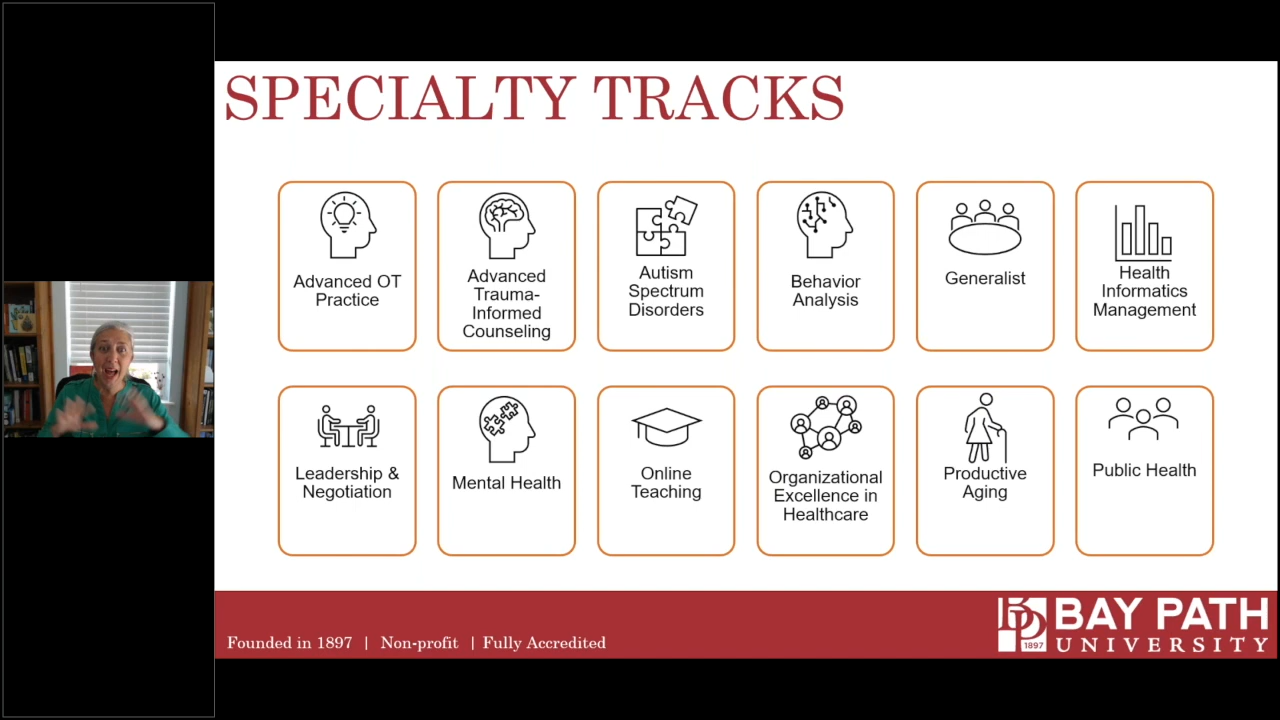 SPECIALTY TRACKS
Advanced OT
Practice
Advanced
Trauma-
Informed
Counseling
Autism
Spectrum
Disorders
Behavior
Analysis
Generalist
Health
Informatics
Management
Leadership &
Negotiation
Mental Health
Online
Teaching
Organizational
Excellence in
Healthcare
Productive
Aging
Public Health
Founded in 1897 | Non-profit | Fully Accredited
1897
BAY PATH
UNIVERSITY